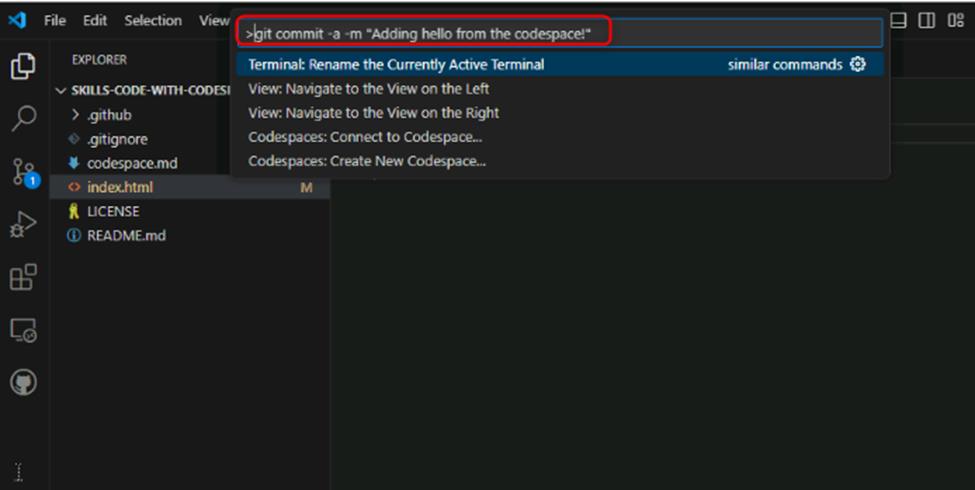 File Edit Selection View
>git commit -a -m "Adding hello from the codespace!"
EXPLORER
Terminal: Rename the Currently Active Terminal similar commands
View: Navigate to the View on the Left
SKILLS-CODE-WITH-CODES
View: Navigate to the View on the Right
.github
Codespaces: Connect to Codespace...
.gitignore
Codespaces: Create New Codespace...
codespace.md
1
index.html M
LICENSE
README.md